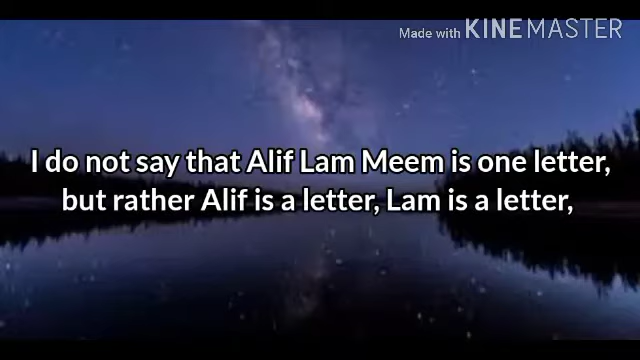 Made with KINEMASTER
I do not say that Alif Lam Meem is one letter,
but rather Alif is a letter, Lam is a letter,